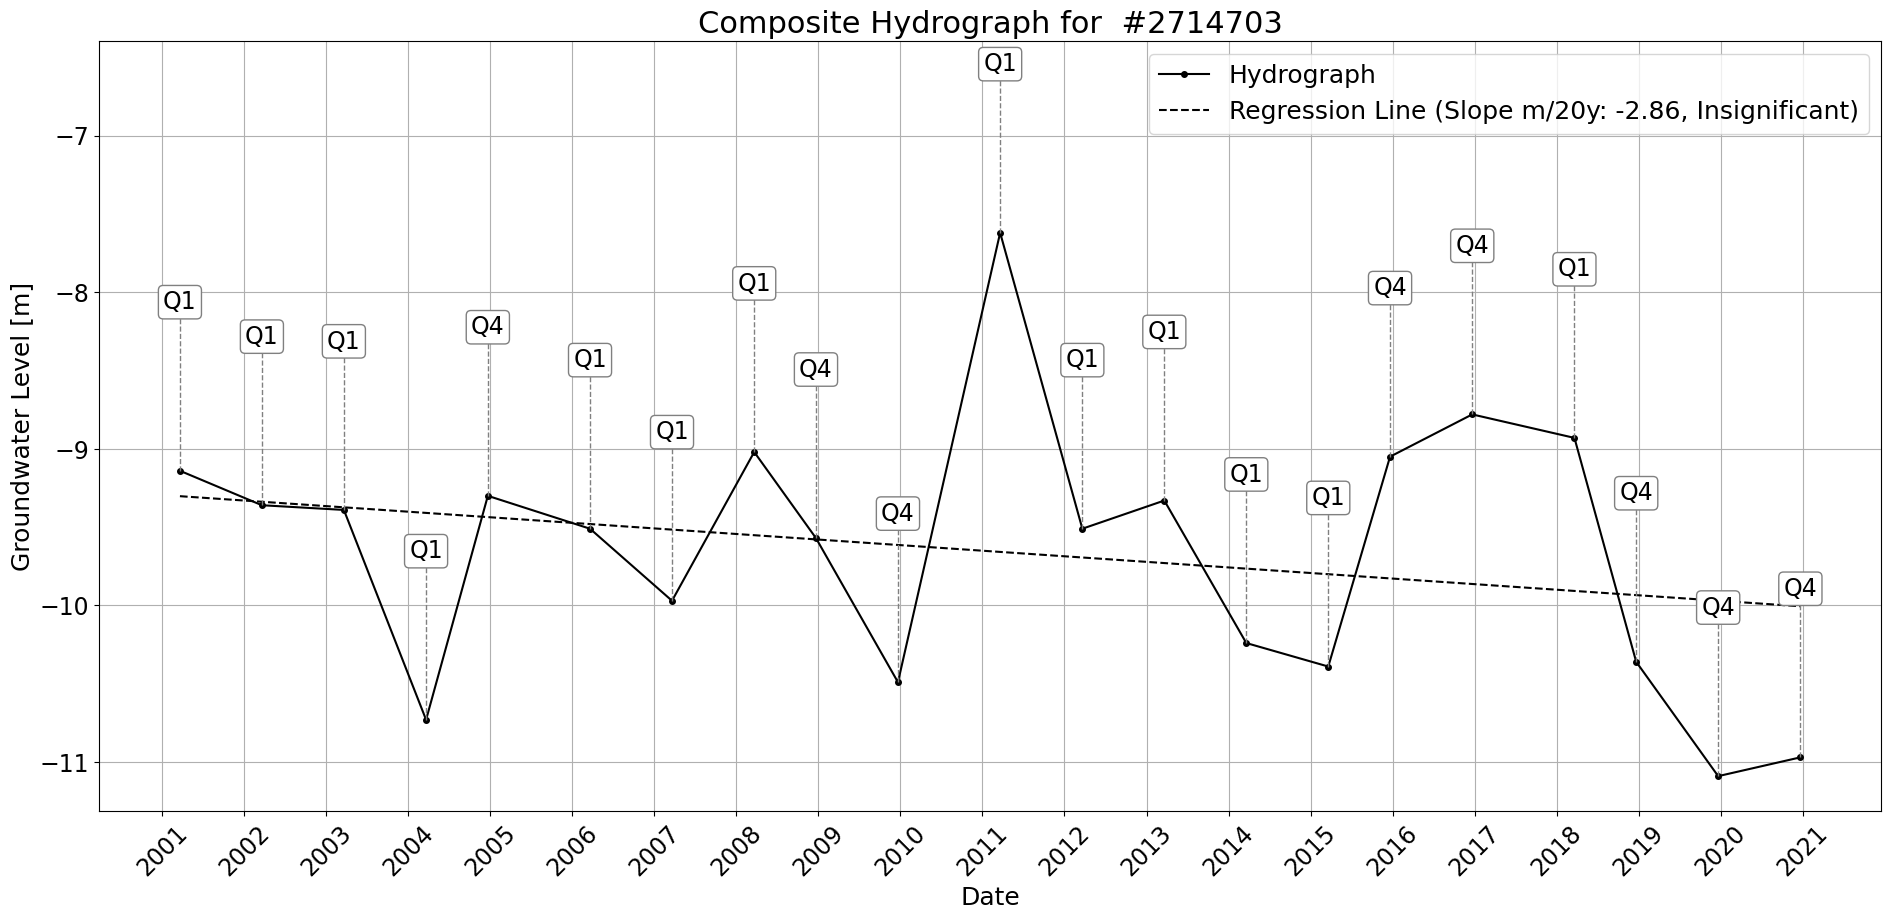 Composite Hydrograph for  #2714703
Hydrograph
Regression Line (Slope m/20y: -2.86, Insignificant)
Groundwater Level [m]
−7
−8
−9
−10
−11
Q1
Q1
Q1
Q1
Q4
Q1
Q1
Q1
Q4
Q4
Q1
Q1
Q1
Q1
Q1
Q4
Q4
Q1
Q4
Q4
Q4
2001
2002
2003
2004
2005
2006
2007
2008
2009
2010
2011
2012
2013
2014
2015
2016
2017
2018
2019
2020
2021
Date